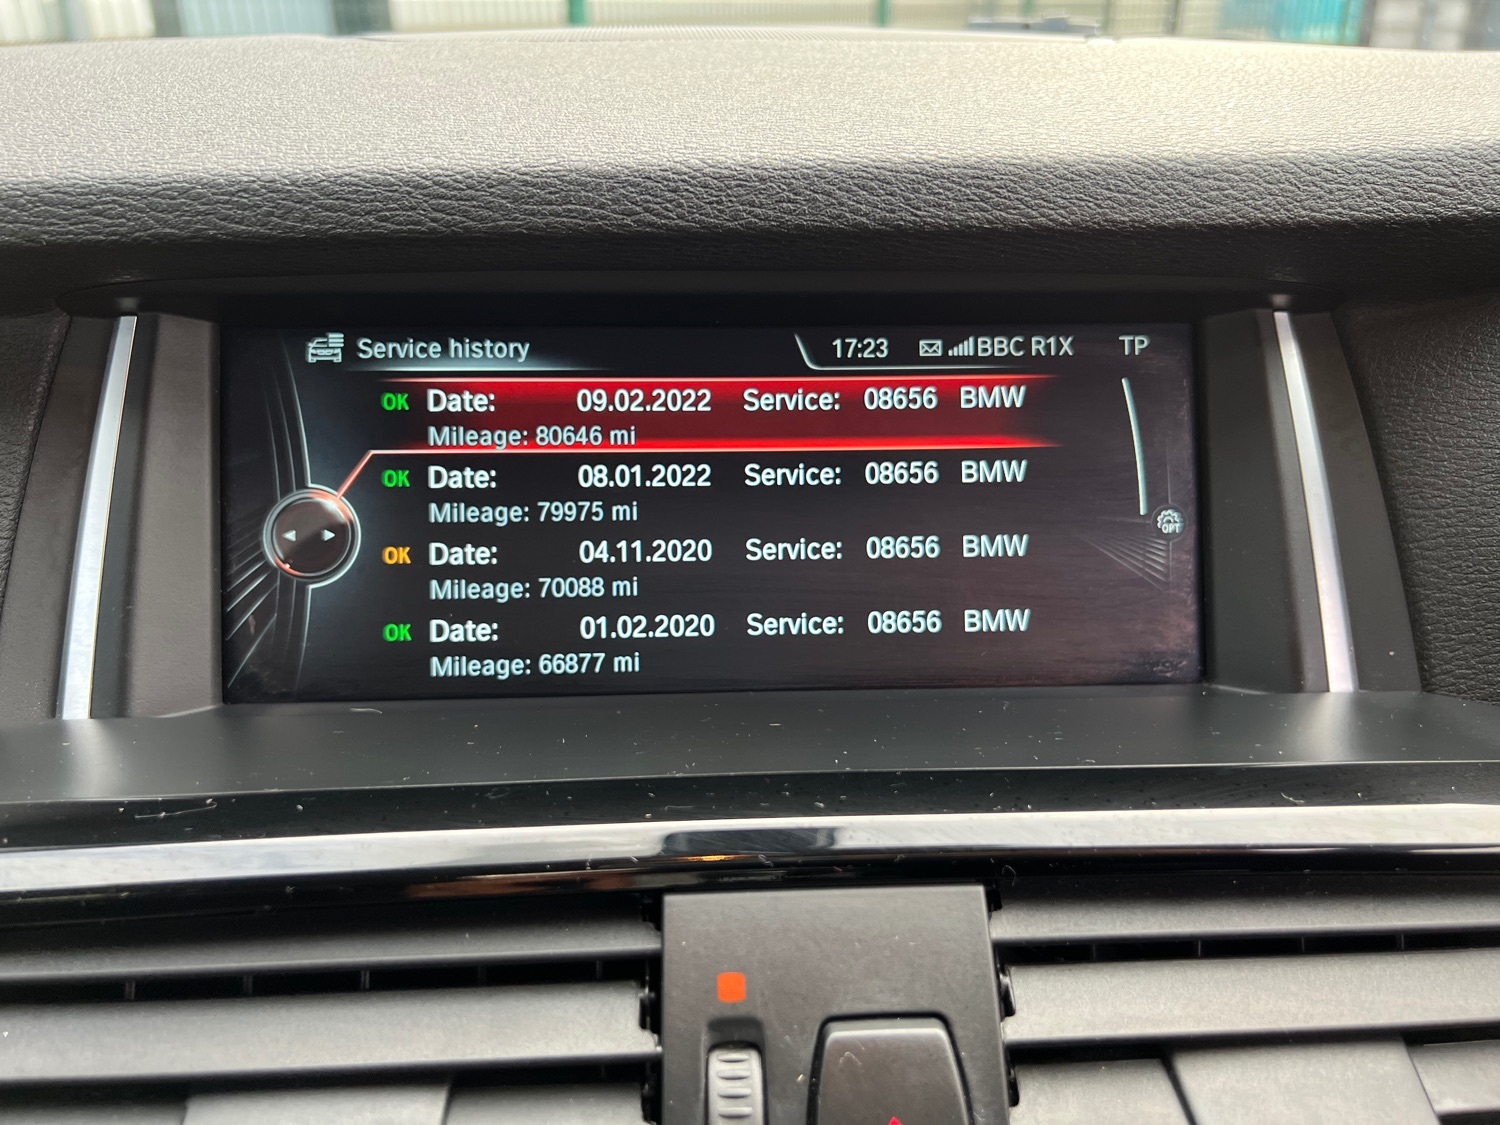 Service history 17:23 BBC R1X TP
OK Date: 09.02.2022 Service: 08656 BMW
Mileage: 80646 mi
OK Date: 08.01.2022 Service: 08656 BMW
Mileage: 79975 mi
OK Date: 04.11.2020 Service: 08656 BMW
Mileage: 70088 mi
OK Date: 01.02.2020 Service: 08656 BMW
Mileage: 66877 mi
OPT